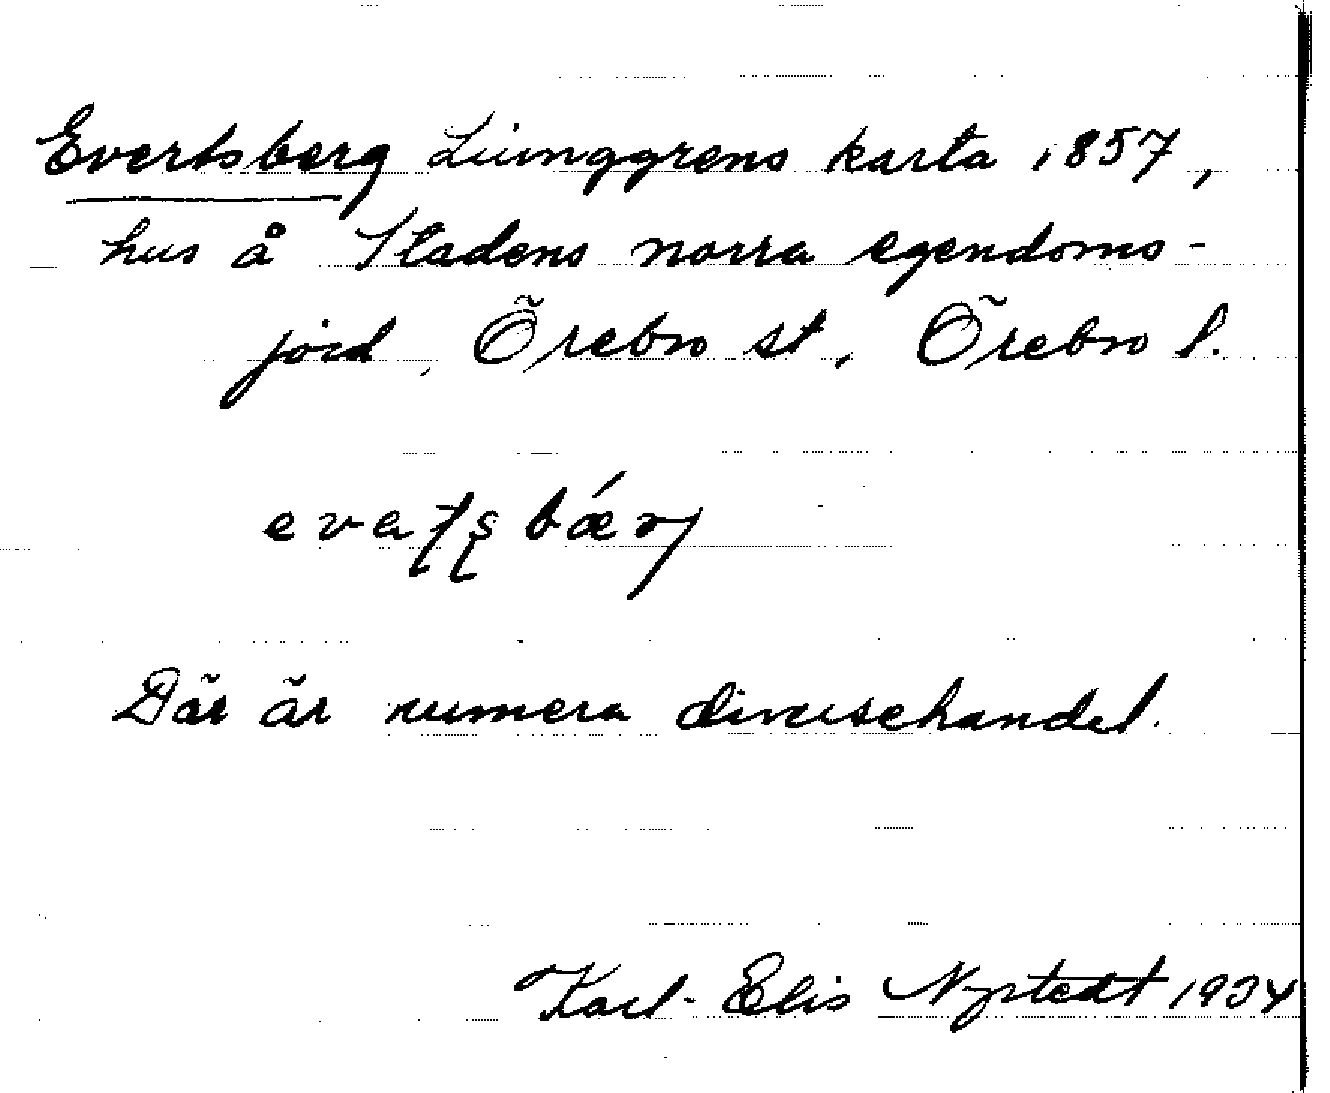 Evertsberg Liunggrens karta 1857,
hus å Stadens norra egendoms-
jord, Örebro st, Örebro l.
evaʈʂbǽrj
Där är numera diversehandel.
Karl-Elis Nystedt 1934